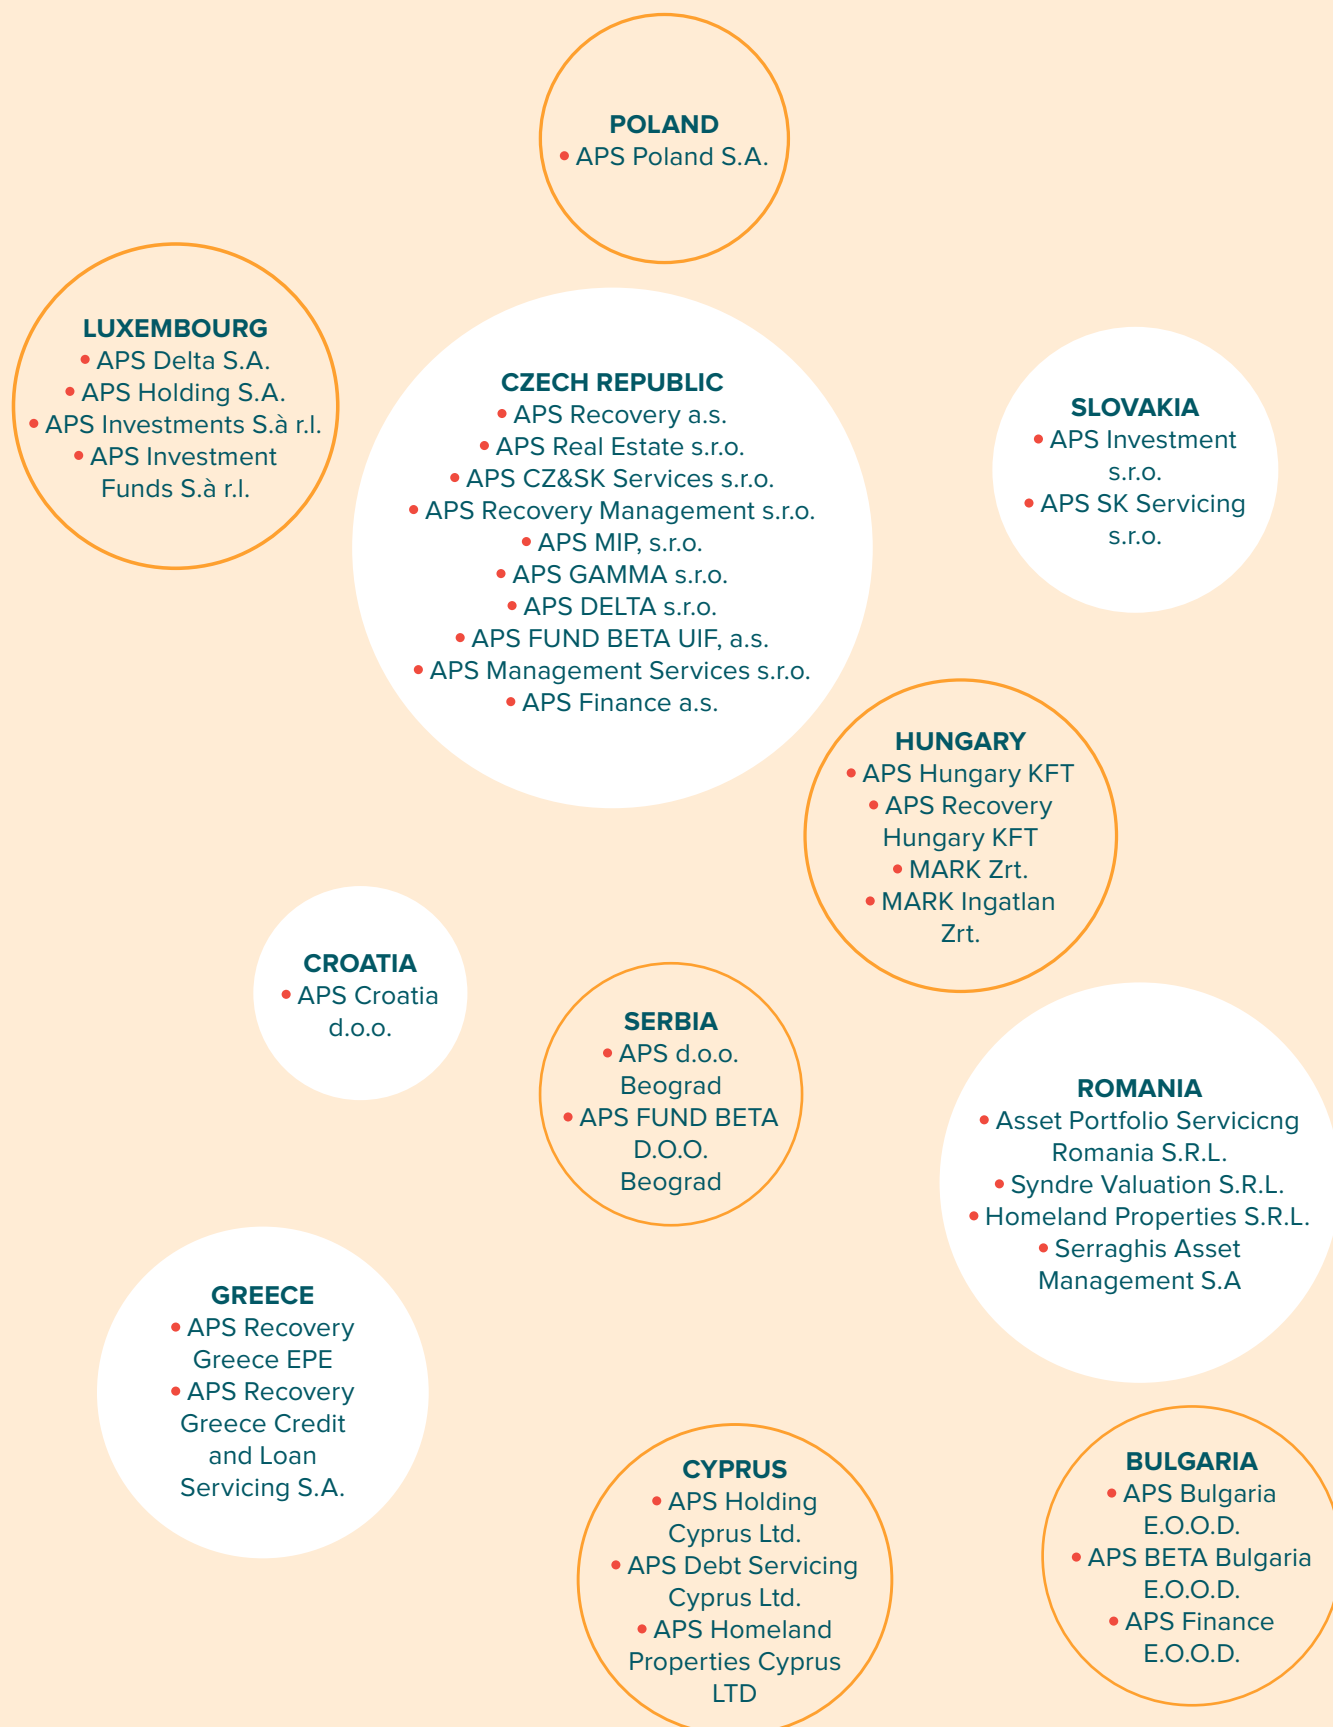 POLAND
• APS Poland S.A.
LUXEMBOURG
• APS Delta S.A.
• APS Holding S.A.
• APS Investments S.à r.l.
• APS Investment
Funds S.à r.l.
CZECH REPUBLIC
• APS Recovery a.s.
• APS Real Estate s.r.o.
• APS CZ&SK Services s.r.o.
• APS Recovery Management s.r.o.
• APS MIP, s.r.o.
• APS GAMMA s.r.o.
• APS DELTA s.r.o.
• APS FUND BETA UIF, a.s.
• APS Management Services s.r.o.
• APS Finance a.s.
SLOVAKIA
• APS Investment
s.r.o.
• APS SK Servicing
s.r.o.
HUNGARY
• APS Hungary KFT
• APS Recovery
Hungary KFT
• MARK Zrt.
• MARK Ingatlan
Zrt.
CROATIA
• APS Croatia
d.o.o.
SERBIA
• APS d.o.o.
Beograd
• APS FUND BETA
D.O.O.
Beograd
ROMANIA
• Asset Portfolio Servicicng
Romania S.R.L.
• Syndre Valuation S.R.L.
• Homeland Properties S.R.L.
• Serraghis Asset
Management S.A
GREECE
• APS Recovery
Greece EPE
• APS Recovery
Greece Credit
and Loan
Servicing S.A.
CYPRUS
• APS Holding
Cyprus Ltd.
• APS Debt Servicing
Cyprus Ltd.
• APS Homeland
Properties Cyprus
LTD
BULGARIA
• APS Bulgaria
E.O.O.D.
• APS BETA Bulgaria
E.O.O.D.
• APS Finance
E.O.O.D.